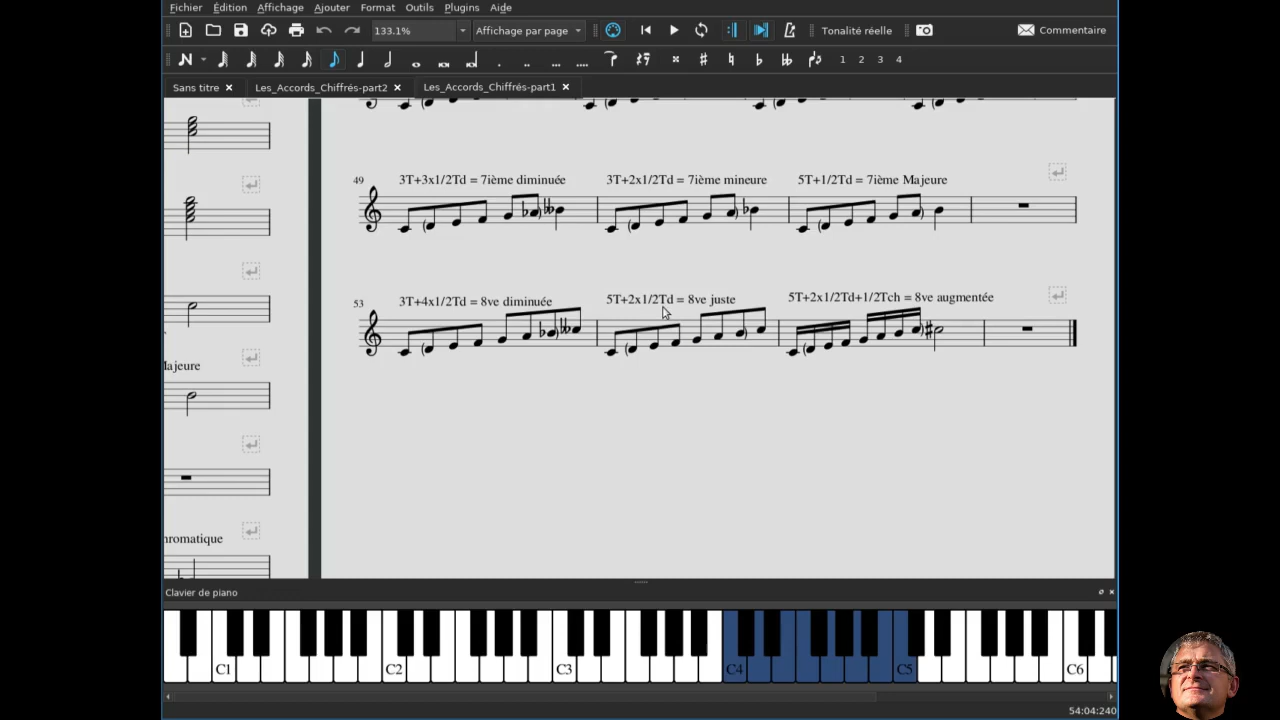 Fichier Édition Affichage Ajouter Format Outils Plugins Aide
133.1% Affichage par page Tonalité réelle Commentaire
1 2 3 4
Sans titre Les_Accords_Chiffrés-part2 Les_Accords_Chiffrés-part1
49 3T+3x1/2Td = 7ième diminuée 3T+2x1/2Td = 7ième mineure 5T+1/2Td = 7ième Majeure
53 3T+4x1/2Td = 8ve diminuée 5T+2x1/2Td = 8ve juste 5T+2x1/2Td+1/2Tch = 8ve augmentée
Majeure
hromatique
Clavier de piano
C1 C2 C3 C4 C5 C6
54:04:240